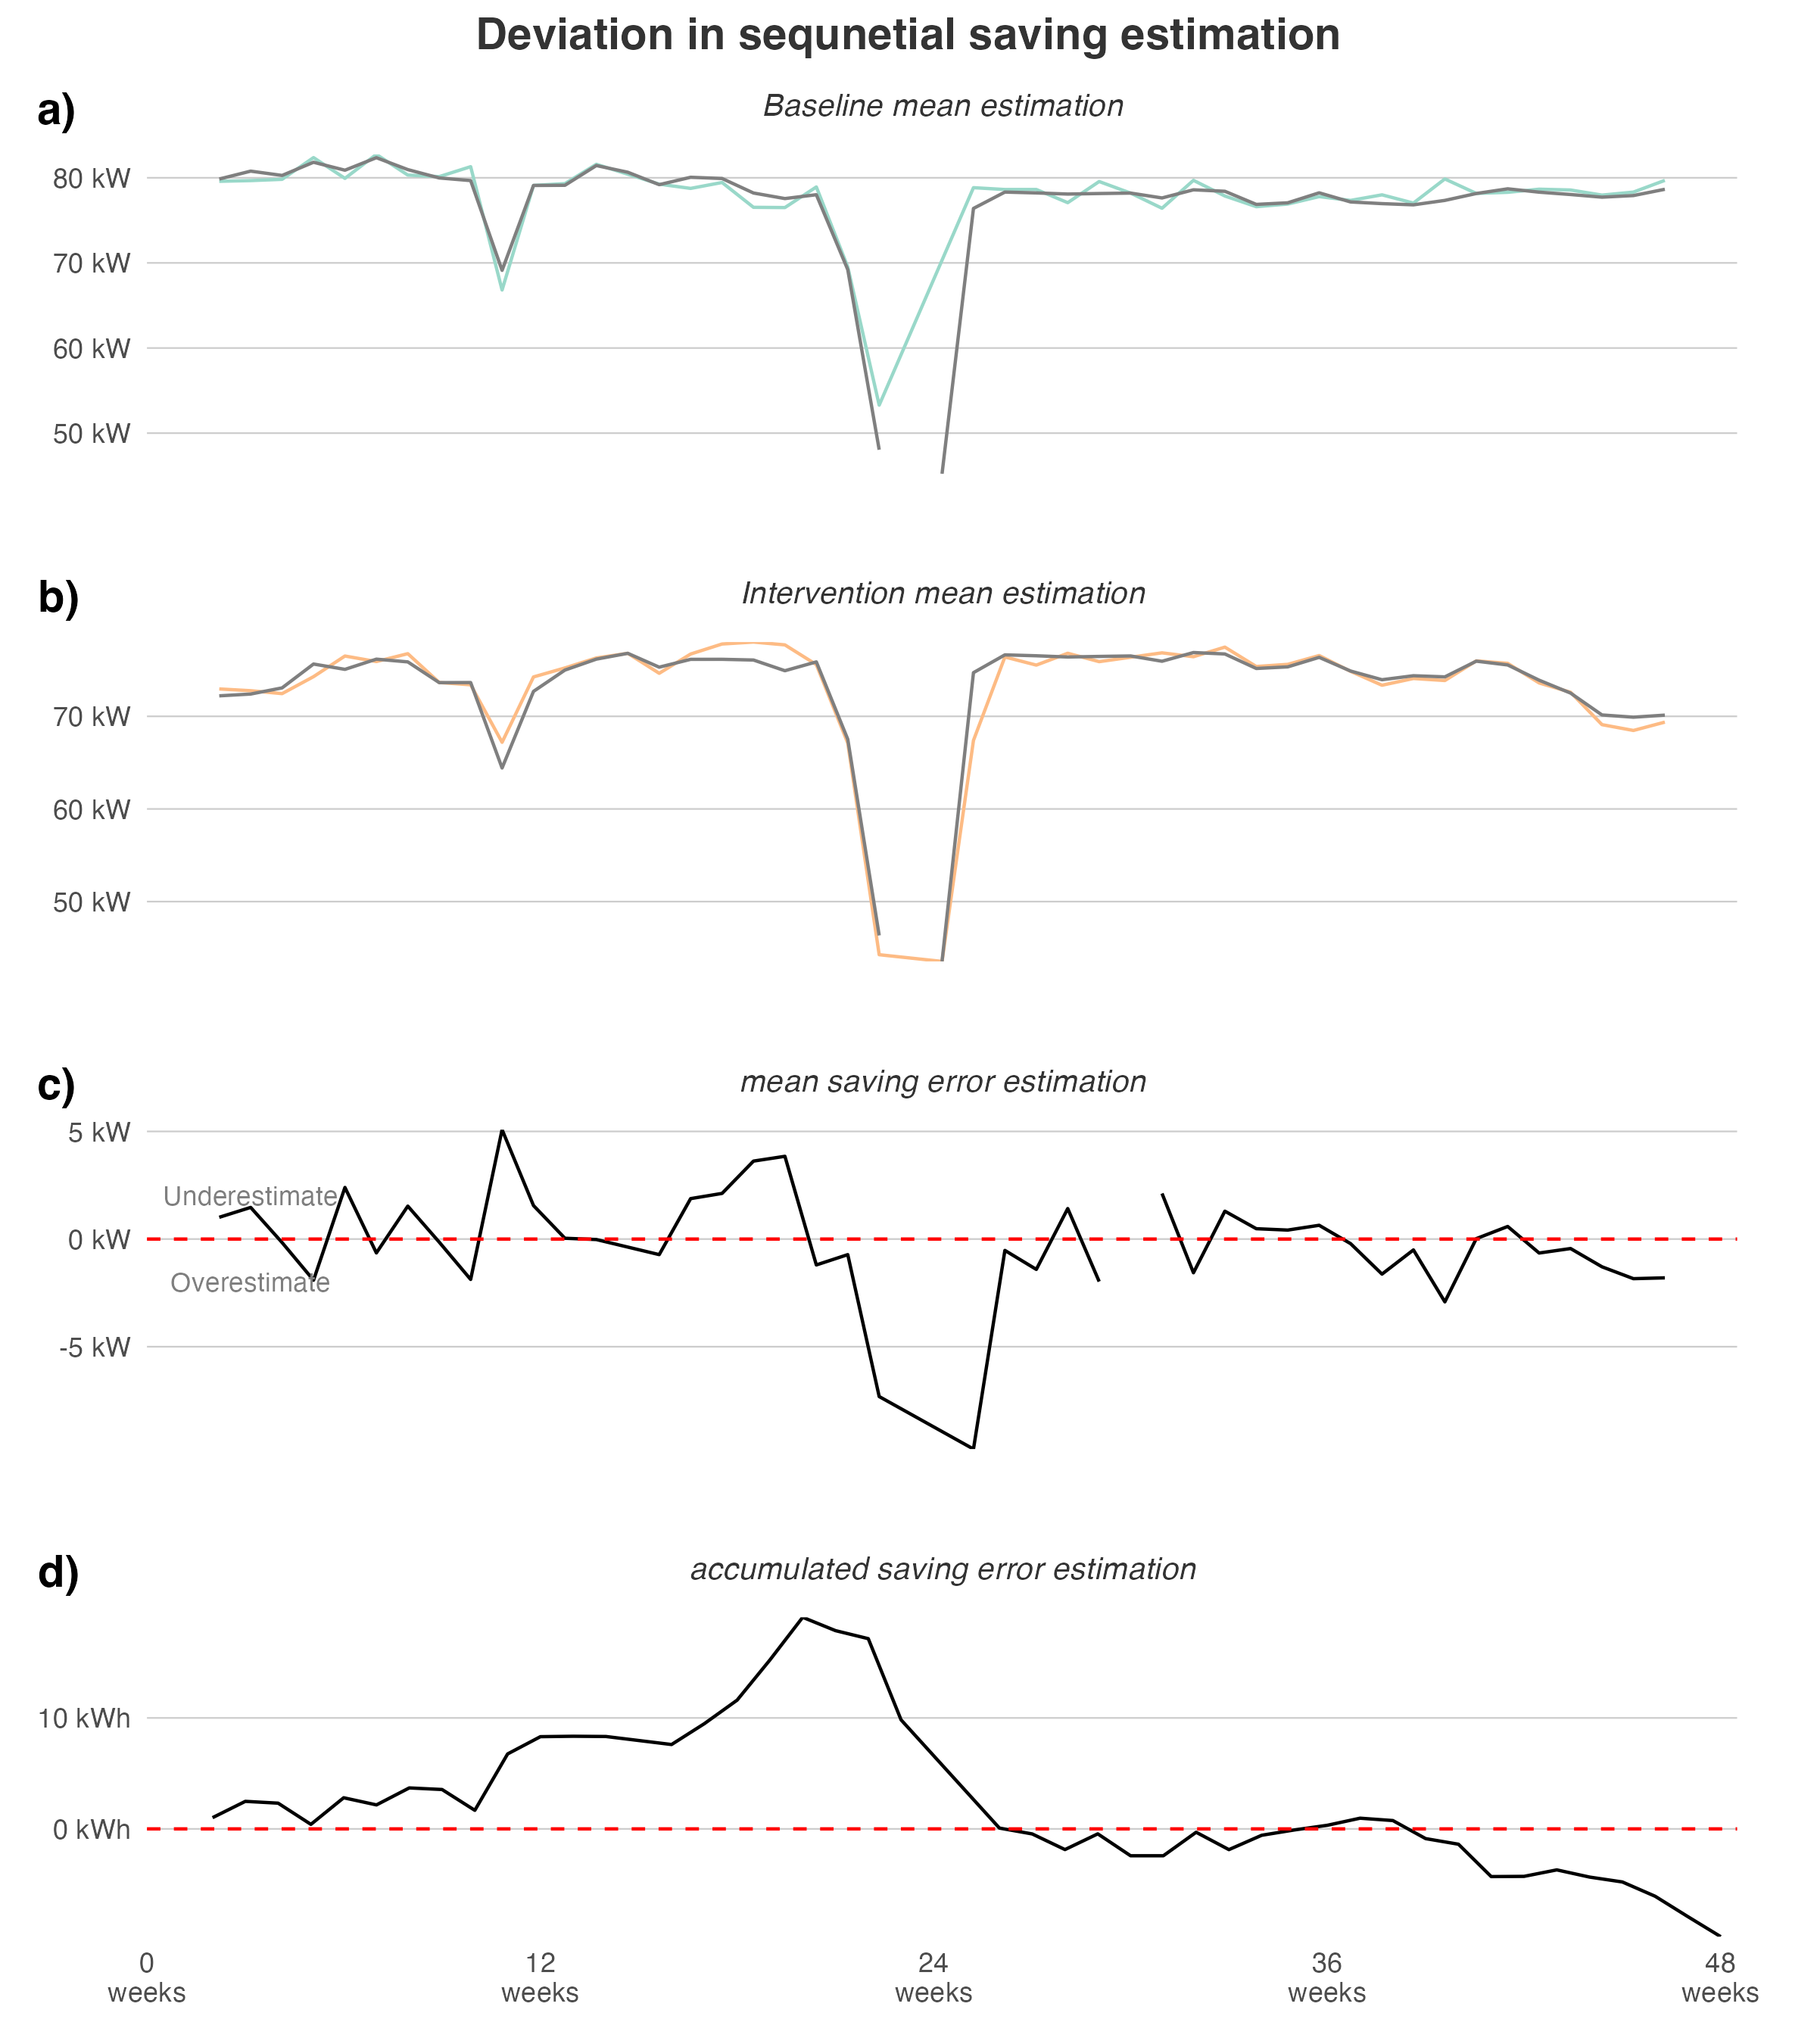 Deviation in sequnetial saving estimation
a)
Baseline mean estimation
80 kW
70 kW
60 kW
50 kW
b)
Intervention mean estimation
70 kW
60 kW
50 kW
c)
mean saving error estimation
5 kW
Underestimate
0 kW
Overestimate
-5 kW
d)
accumulated saving error estimation
10 kWh
0 kWh
0 12 24 36 48
weeks weeks weeks weeks weeks